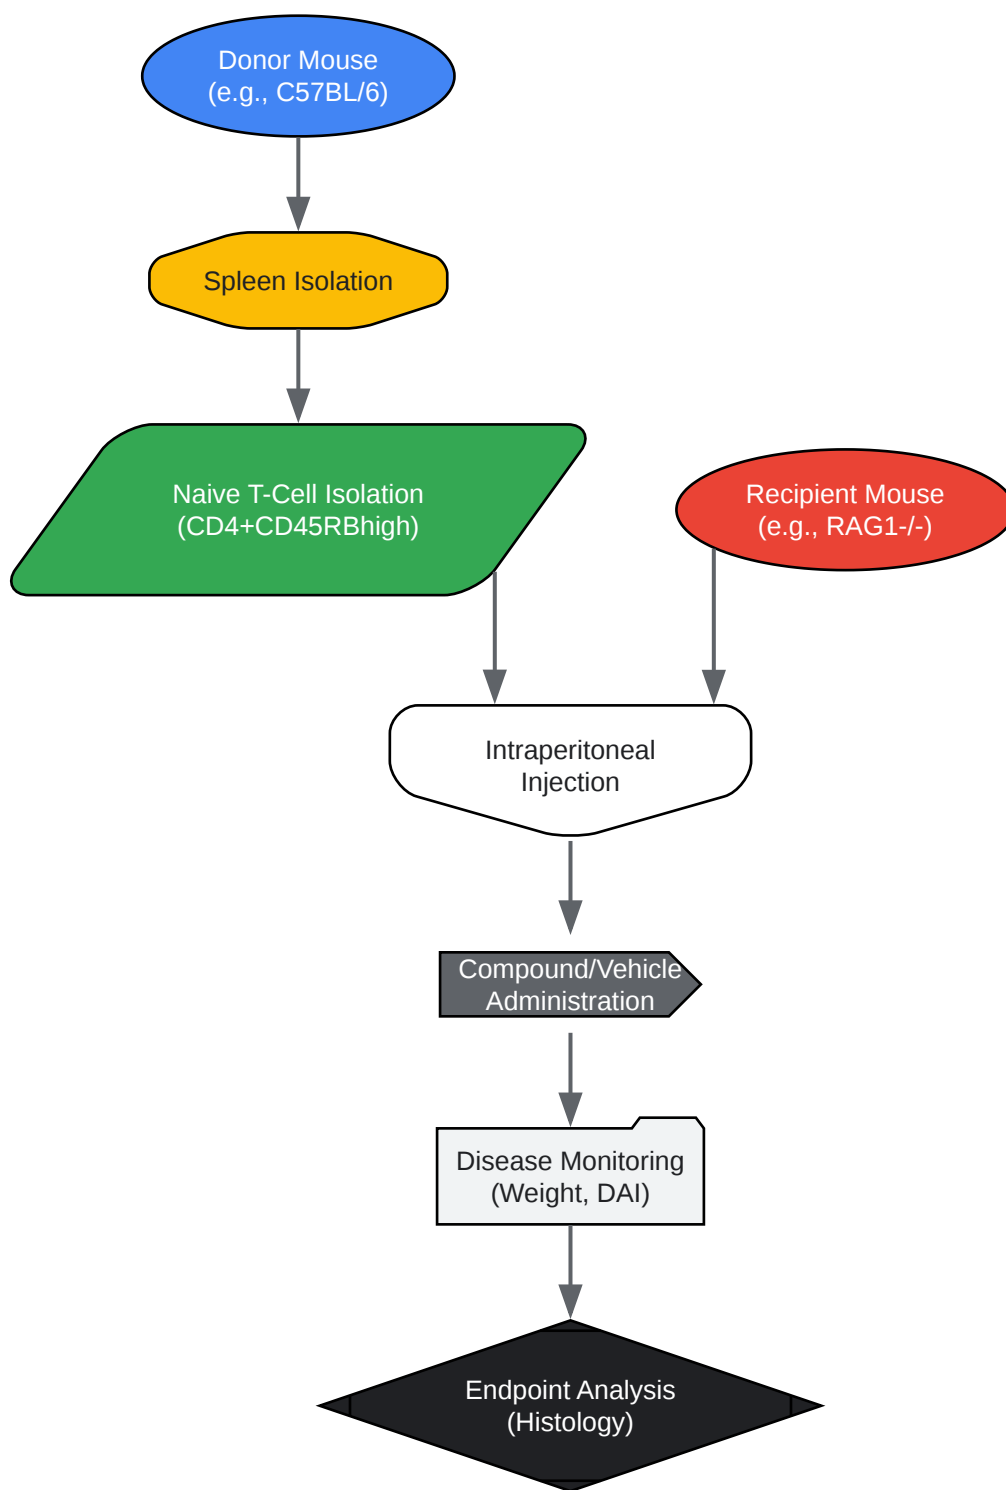 Donor Mouse
(e.g., C57BL/6)
Spleen Isolation
Naive T-Cell Isolation
(CD4+CD45RBhigh)
Recipient Mouse
(e.g., RAG1-/-)
Intraperitoneal
Injection
Compound/Vehicle
Administration
Disease Monitoring
(Weight, DAI)
Endpoint Analysis
(Histology)